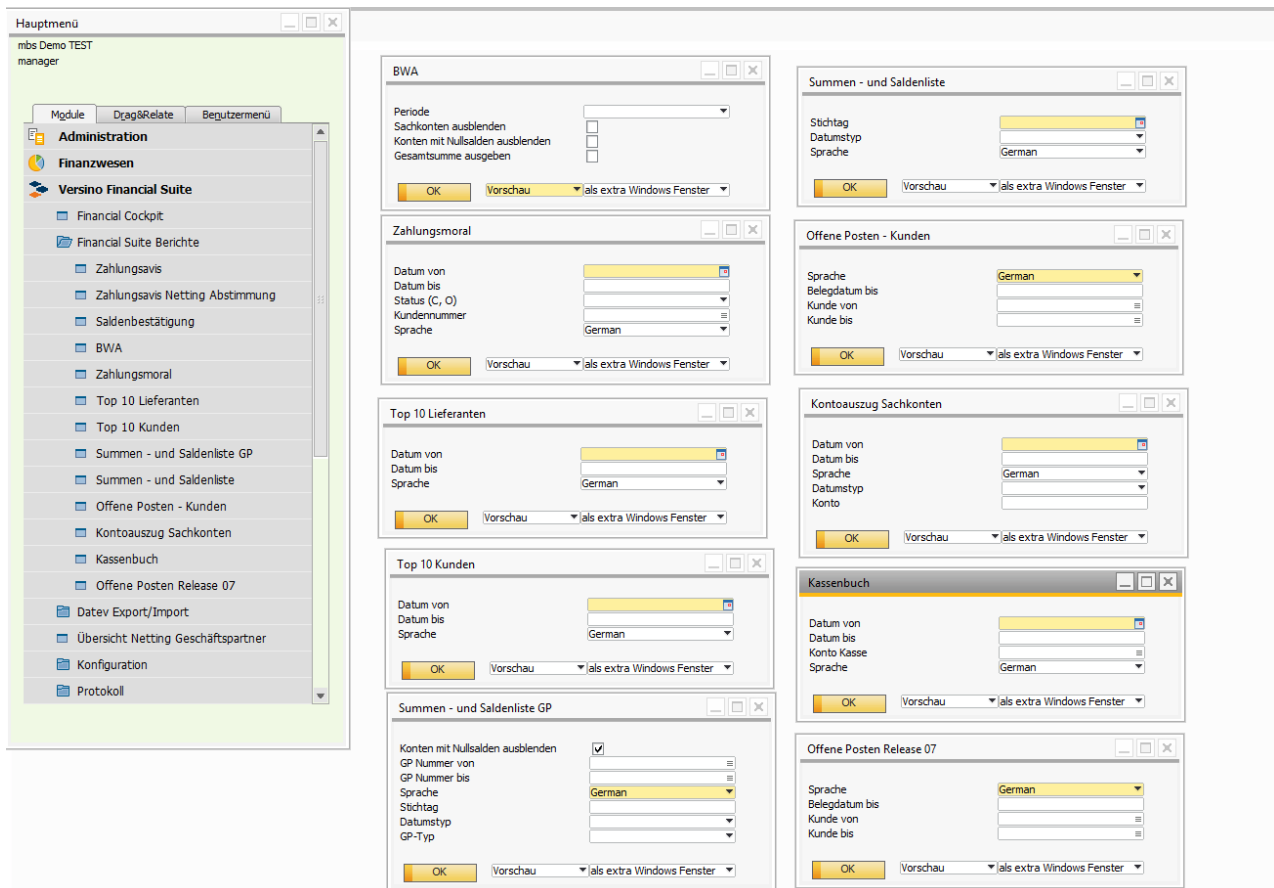 Hauptmenü
mbs Demo TEST
manager
Module Drag&Relate Benutzermenü
Administration
Finanzwesen
Versino Financial Suite
Financial Cockpit
Financial Suite Berichte
Zahlungsavis
Zahlungsavis Netting Abstimmung
Saldenbestätigung
BWA
Zahlungsmoral
Top 10 Lieferanten
Top 10 Kunden
Summen - und Saldenliste GP
Summen - und Saldenliste
Offene Posten - Kunden
Kontoauszug Sachkonten
Kassenbuch
Offene Posten Release 07
Datev Export/Import
Übersicht Netting Geschäftspartner
Konfiguration
Protokoll
BWA
Periode
Sachkonten ausblenden
Konten mit Nullsalden ausblenden
Gesamtsumme ausgeben
OK Vorschau als extra Windows Fenster
Zahlungsmoral
Datum von
Datum bis
Status (C, O)
Kundennummer
Sprache German
OK Vorschau als extra Windows Fenster
Top 10 Lieferanten
Datum von
Datum bis
Sprache German
OK Vorschau als extra Windows Fenster
Top 10 Kunden
Datum von
Datum bis
Sprache German
OK Vorschau als extra Windows Fenster
Summen - und Saldenliste GP
Konten mit Nullsalden ausblenden
GP Nummer von
GP Nummer bis
Sprache German
Stichtag
Datumstyp
GP-Typ
OK Vorschau als extra Windows Fenster
Summen - und Saldenliste
Stichtag
Datumstyp
Sprache German
OK Vorschau als extra Windows Fenster
Offene Posten - Kunden
Sprache German
Belegdatum bis
Kunde von
Kunde bis
OK Vorschau als extra Windows Fenster
Kontoauszug Sachkonten
Datum von
Datum bis
Sprache German
Datumstyp
Konto
OK Vorschau als extra Windows Fenster
Kassenbuch
Datum von
Datum bis
Konto Kasse
Sprache German
OK Vorschau als extra Windows Fenster
Offene Posten Release 07
Sprache German
Belegdatum bis
Kunde von
Kunde bis
OK Vorschau als extra Windows Fenster